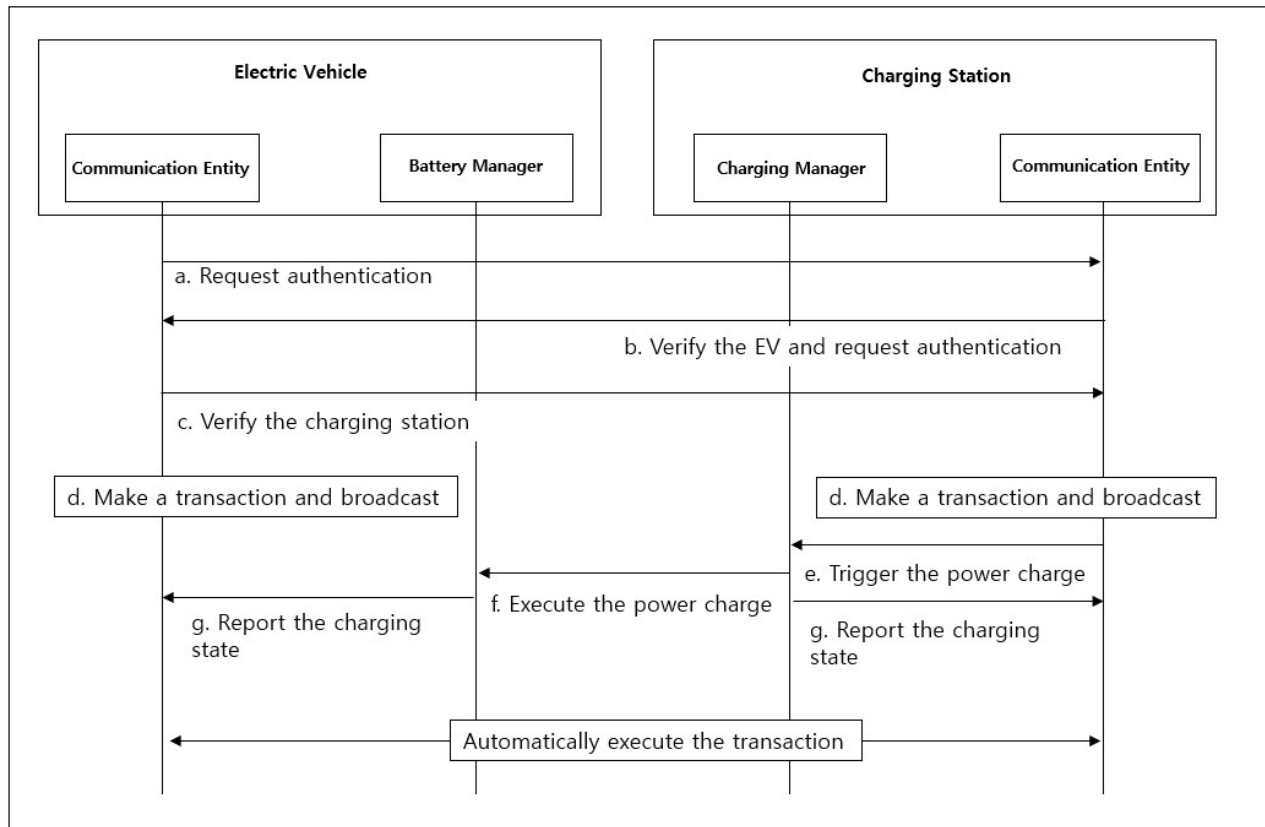 Electric Vehicle
Charging Station
Communication Entity
Battery Manager
Charging Manager
Communication Entity
a. Request authentication
b. Verify the EV and request authentication
c. Verify the charging station
d. Make a transaction and broadcast
d. Make a transaction and broadcast
e. Trigger the power charge
f. Execute the power charge
g. Report the charging
state
g. Report the charging
state
Automatically execute the transaction